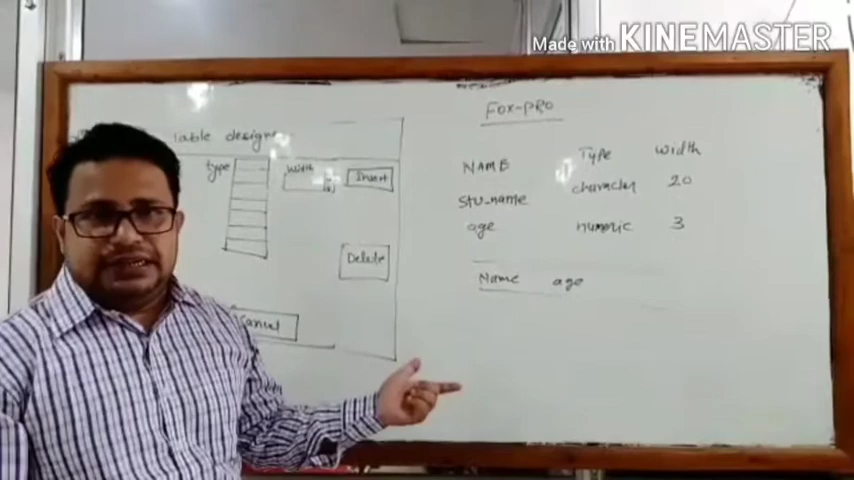 Made with KINEMASTER
FOX-PRO
Table designer
type
width
Insert
Delete
Cancel
NAME Type width
Stu_name character 20
age numeric 3
Name age